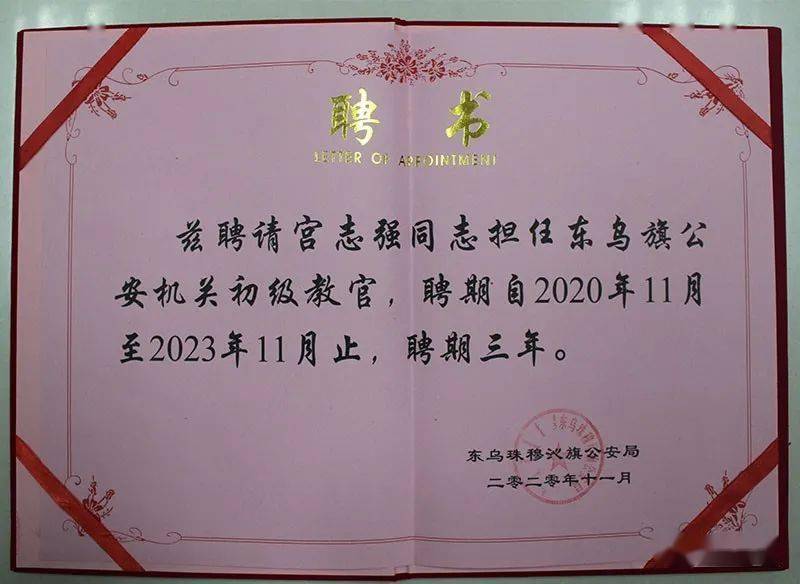 聘 书
LETTER OF APPOINTMENT
兹聘请宫志强同志担任东乌旗公
安机关初级教官，聘期自2020年11月
至2023年11月止，聘期三年。
东乌珠穆沁旗公安局
二零二零年十一月